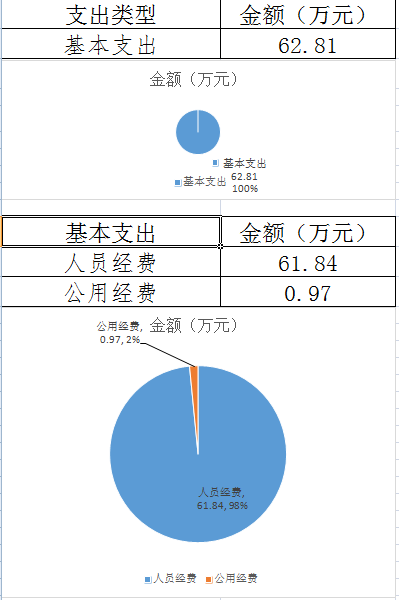 支出类型 金额（万元）
基本支出 62.81
金额（万元）
基本支出
62.81
100%
基本支出
基本支出 金额（万元）
人员经费 61.84
公用经费 0.97
金额（万元）
公用经费,
0.97, 2%
人员经费,
61.84, 98%
人员经费 公用经费